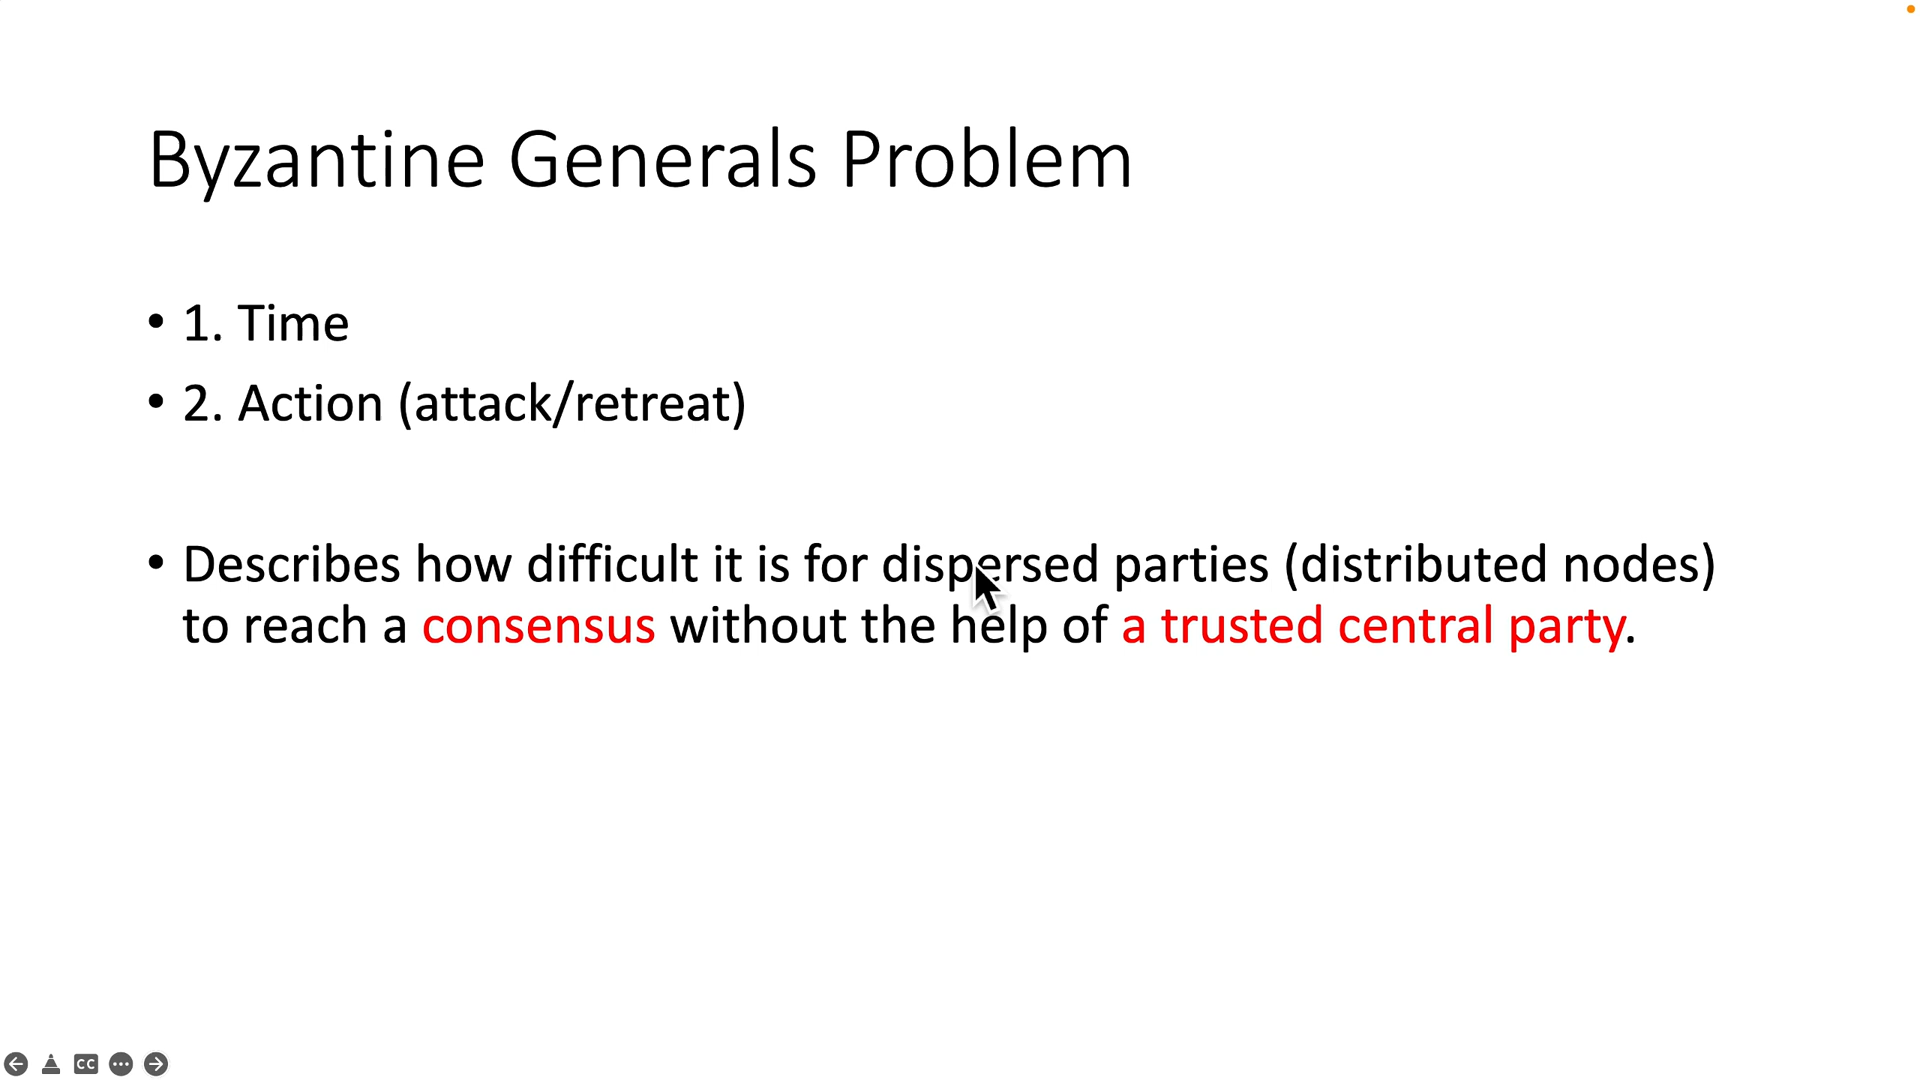 Byzantine Generals Problem
• 1. Time
• 2. Action (attack/retreat)
• Describes how difficult it is for dispersed parties (distributed nodes)
to reach a consensus without the help of a trusted central party.
CC